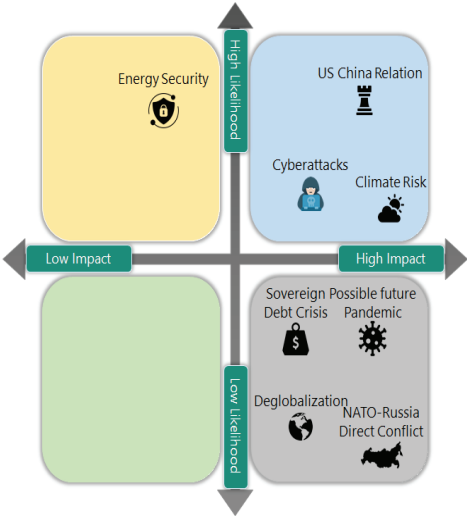 High Likelihood
Energy Security
US China Relation
Cyberattacks
Climate Risk
Low Impact
High Impact
Sovereign
Debt Crisis
Possible future
Pandemic
$
Deglobalization
NATO-Russia
Direct Conflict
Low Likelihood